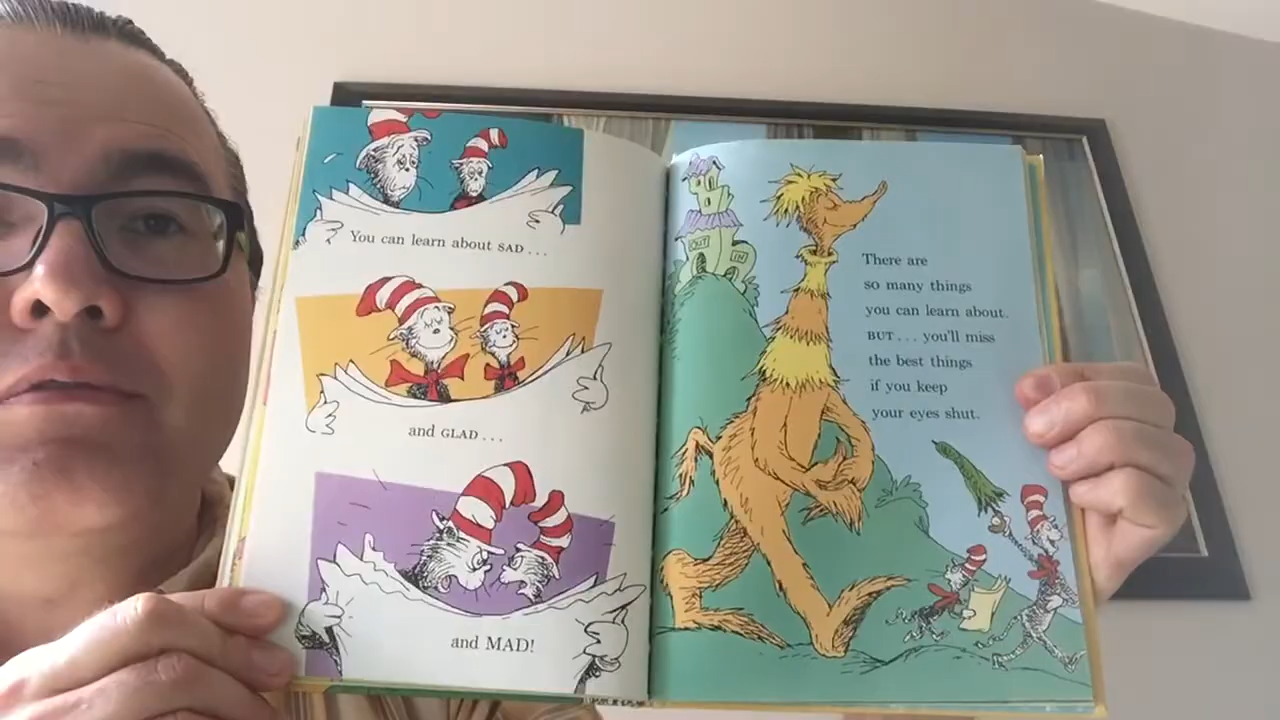 You can learn about SAD...
and GLAD...
and MAD!
OUT
IN
There are
so many things
you can learn about.
BUT... you'll miss
the best things
if you keep
your eyes shut.